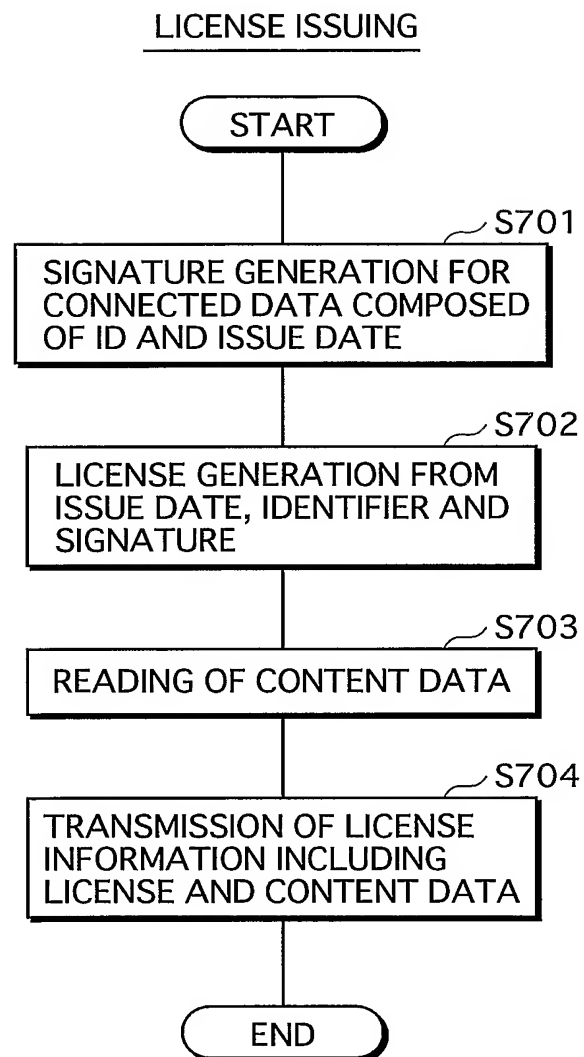 LICENSE ISSUING
START
S701
SIGNATURE GENERATION FOR
CONNECTED DATA COMPOSED
OF ID AND ISSUE DATE
S702
LICENSE GENERATION FROM
ISSUE DATE, IDENTIFIER AND
SIGNATURE
S703
READING OF CONTENT DATA
S704
TRANSMISSION OF LICENSE
INFORMATION INCLUDING
LICENSE AND CONTENT DATA
END